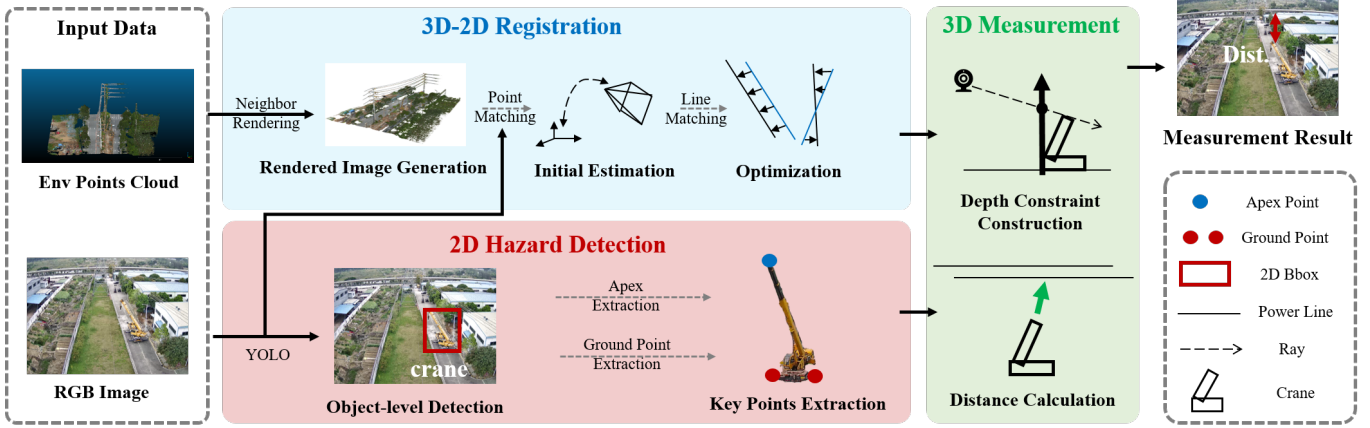 Input Data
Env Points Cloud
RGB Image
3D-2D Registration
Neighbor
Rendering
Rendered Image Generation
Point
Matching
Initial Estimation
Line
Matching
Optimization
YOLO
2D Hazard Detection
crane
Object-level Detection
Apex
Extraction
Ground Point
Extraction
Key Points Extraction
3D Measurement
Depth Constraint
Construction
Distance Calculation
Dist.
Measurement Result
Apex Point
Ground Point
2D Bbox
Power Line
Ray
Crane